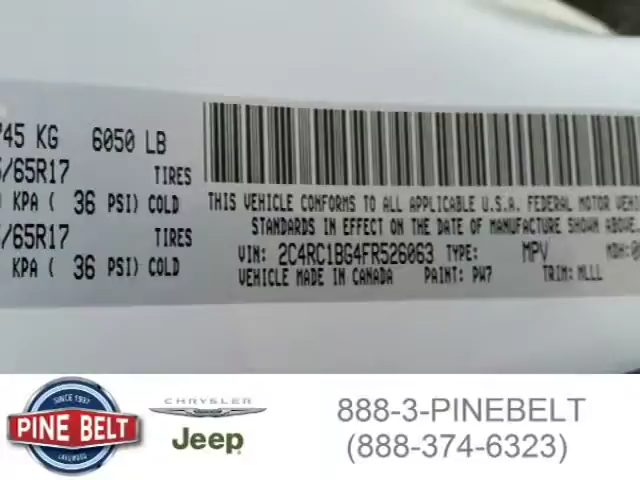 745 KG 6050 LB
/65R17 TIRES
KPA ( 36 PSI) COLD
/65R17 TIRES
KPA ( 36 PSI) COLD
THIS VEHICLE CONFORMS TO ALL APPLICABLE U.S.A. FEDERAL MOTOR VEHI
STANDARDS IN EFFECT ON THE DATE OF MANUFACTURE SHOWN ABOVE.
VIN: 2C4RC1BG4FR526063 TYPE: MPV MDH:
VEHICLE MADE IN CANADA PAINT: PW7 TRIM: MLLL
SINCE 1937
PINE BELT
LAKEWOOD
CHRYSLER
Jeep
888-3-PINEBELT
(888-374-6323)